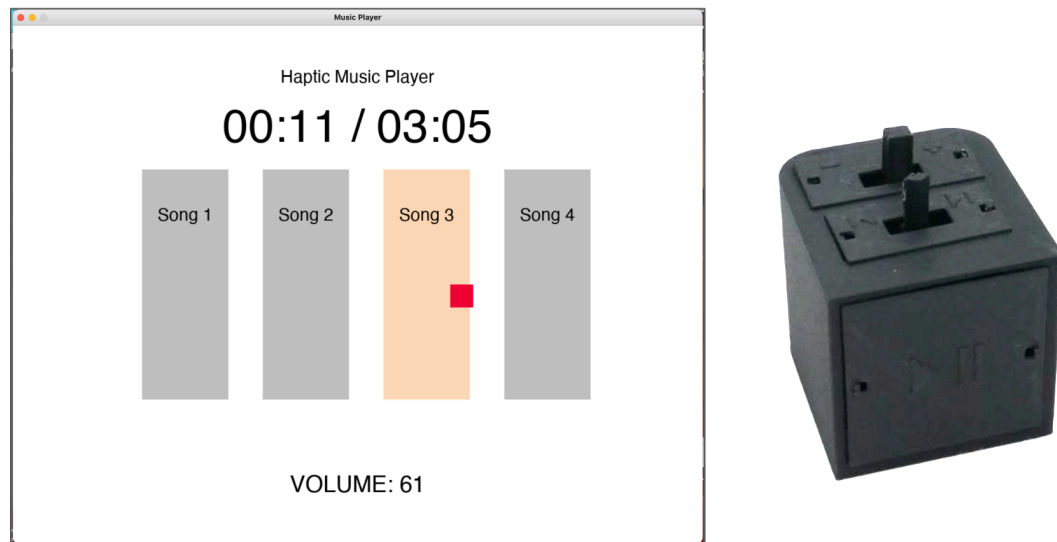 Music Player
Haptic Music Player
00:11 / 03:05
Song 1
Song 2
Song 3
Song 4
VOLUME: 61